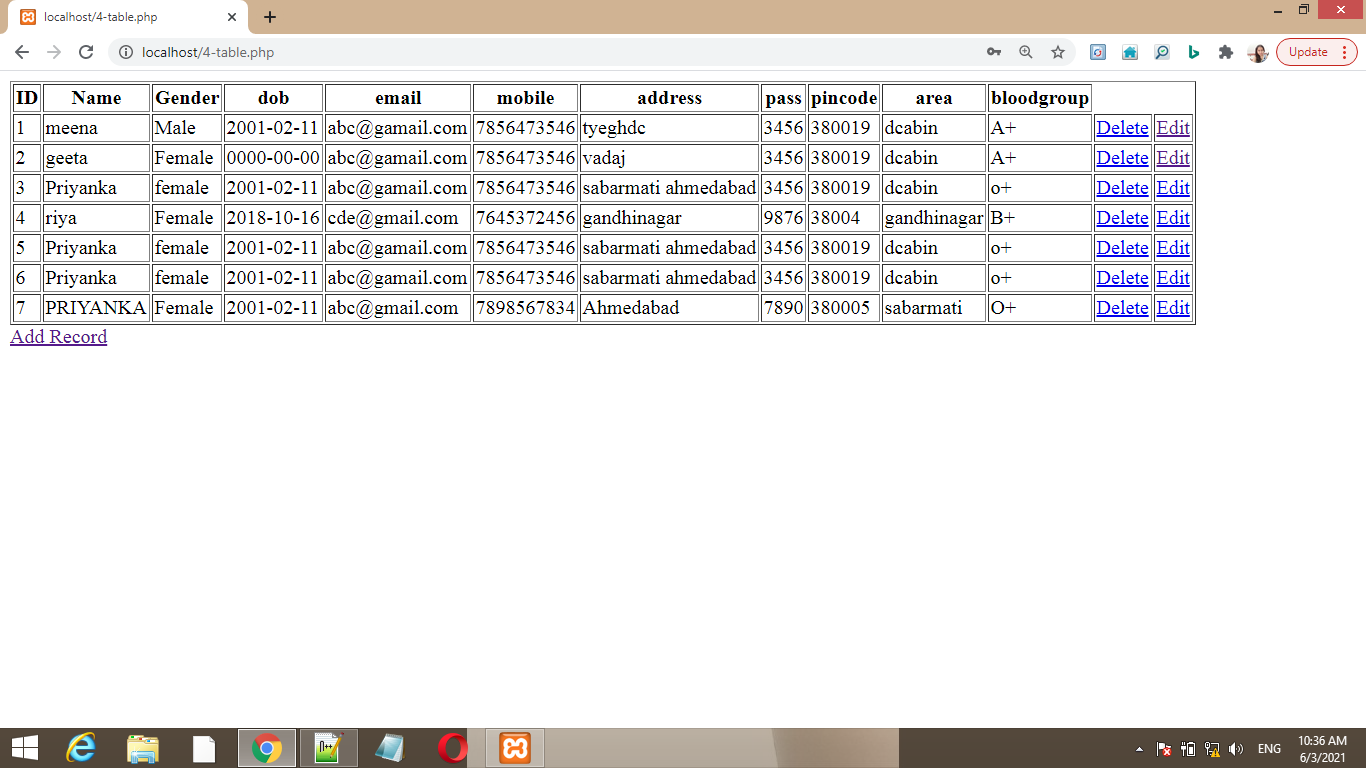 localhost/4-table.php
localhost/4-table.php
Update
ID Name Gender dob email mobile address pass pincode area bloodgroup
1 meena Male 2001-02-11 abc@gamail.com 7856473546 tyeghdc 3456 380019 dcabin A+ Delete Edit
2 geeta Female 0000-00-00 abc@gamail.com 7856473546 vadaj 3456 380019 dcabin A+ Delete Edit
3 Priyanka female 2001-02-11 abc@gamail.com 7856473546 sabarmati ahmedabad 3456 380019 dcabin o+ Delete Edit
4 riya Female 2018-10-16 cde@gmail.com 7645372456 gandhinagar 9876 38004 gandhinagar B+ Delete Edit
5 Priyanka female 2001-02-11 abc@gamail.com 7856473546 sabarmati ahmedabad 3456 380019 dcabin o+ Delete Edit
6 Priyanka female 2001-02-11 abc@gamail.com 7856473546 sabarmati ahmedabad 3456 380019 dcabin o+ Delete Edit
7 PRIYANKA Female 2001-02-11 abc@gmail.com 7898567834 Ahmedabad 7890 380005 sabarmati O+ Delete Edit
Add Record
ENG
10:36 AM
6/3/2021